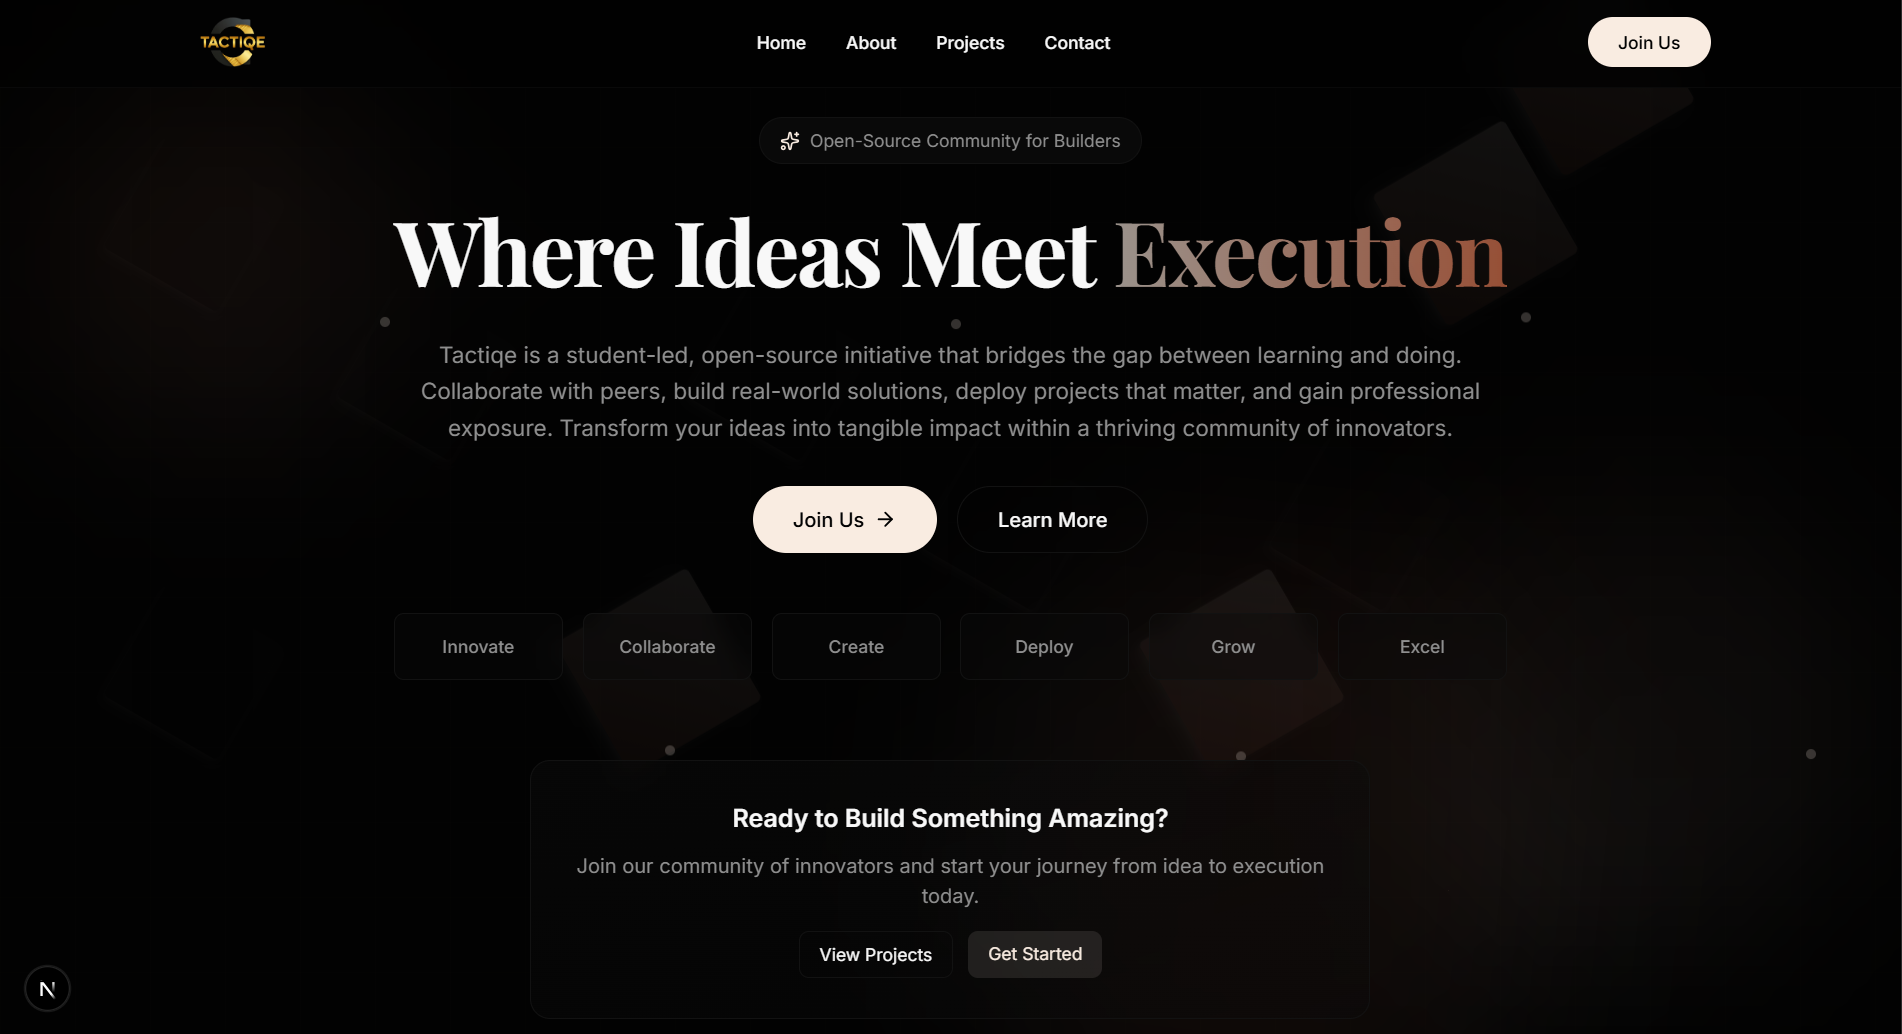 TACTIQE
Home
About
Projects
Contact
Join Us
Open-Source Community for Builders
Where Ideas Meet Execution
Tactiqe is a student-led, open-source initiative that bridges the gap between learning and doing.
Collaborate with peers, build real-world solutions, deploy projects that matter, and gain professional
exposure. Transform your ideas into tangible impact within a thriving community of innovators.
Join Us
Learn More
Innovate
Collaborate
Create
Deploy
Grow
Excel
Ready to Build Something Amazing?
Join our community of innovators and start your journey from idea to execution
today.
View Projects
Get Started
N